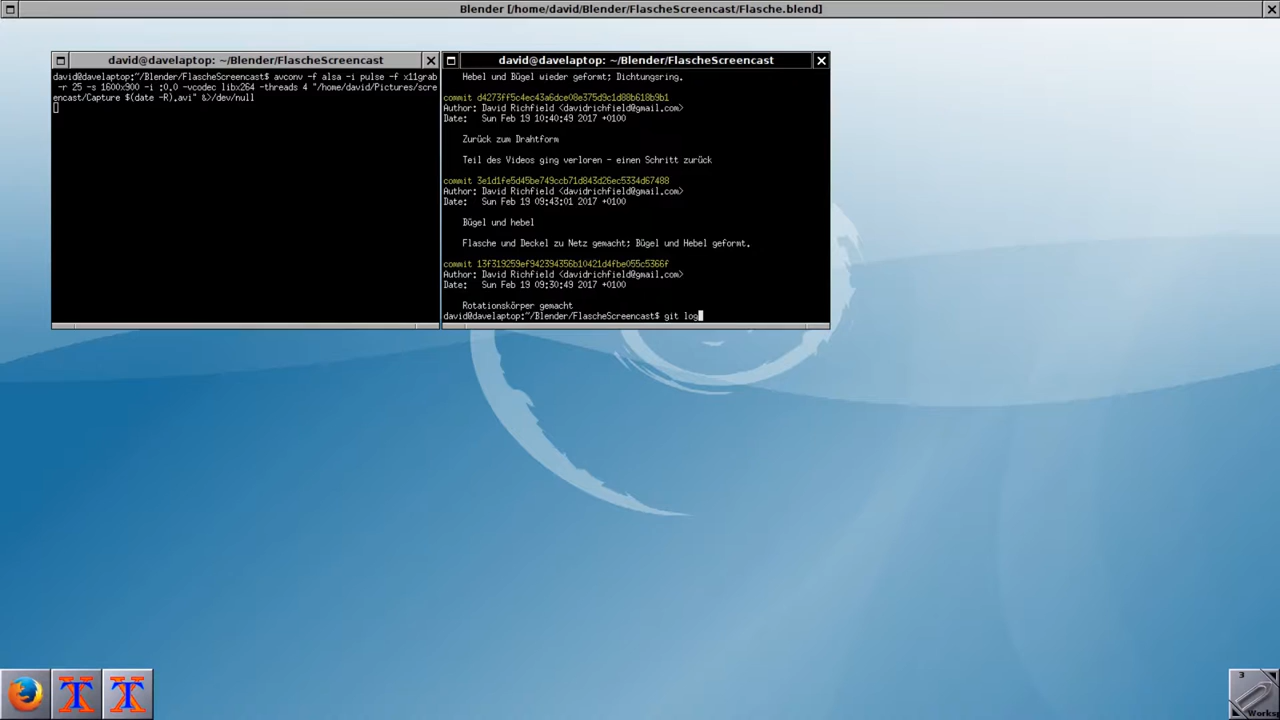 Blender [/home/david/Blender/FlascheScreencast/Flasche.blend]
david@davelaptop: ~/Blender/FlascheScreencast
david@davelaptop:~/Blender/FlascheScreencast$ avconv -f alsa -i pulse -f x11grab
-r 25 -s 1600x900 -i :0.0 -vcodec libx264 -threads 4 "/home/david/Pictures/scre
encast/Capture $(date -R).avi" &>/dev/null
david@davelaptop: ~/Blender/FlascheScreencast
Hebel und Bügel wieder geformt; Dichtungsring.
commit d4273ff5c4ec43a6dce08e375d9c1d88b618b9b1
Author: David Richfield <davidrichfield@gmail.com>
Date:   Sun Feb 19 10:40:49 2017 +0100
Zurück zum Drahtform
Teil des Videos ging verloren - einen Schritt zurück
commit 3e1d1fe5d45be749ccb71d843d26ec5334d67488
Author: David Richfield <davidrichfield@gmail.com>
Date:   Sun Feb 19 09:43:01 2017 +0100
Bügel und hebel
Flasche und Deckel zu Netz gemacht; Bügel und Hebel geformt.
commit 13f319259ef942394356b10421d4fbe055c5366f
Author: David Richfield <davidrichfield@gmail.com>
Date:   Sun Feb 19 09:30:49 2017 +0100
Rotationskörper gemacht
david@davelaptop:~/Blender/FlascheScreencast$ git log
3
Works